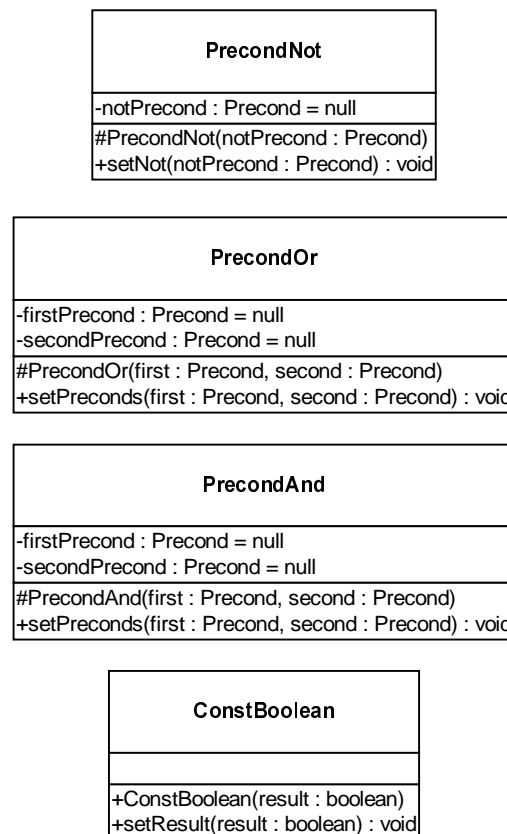 PrecondNot
-notPrecond : Precond = null
#PrecondNot(notPrecond : Precond)
+setNot(notPrecond : Precond) : void
PrecondOr
-firstPrecond : Precond = null
-secondPrecond : Precond = null
#PrecondOr(first : Precond, second : Precond)
+setPreconds(first : Precond, second : Precond) : void
PrecondAnd
-firstPrecond : Precond = null
-secondPrecond : Precond = null
#PrecondAnd(first : Precond, second : Precond)
+setPreconds(first : Precond, second : Precond) : void
ConstBoolean
+ConstBoolean(result : boolean)
+setResult(result : boolean) : void